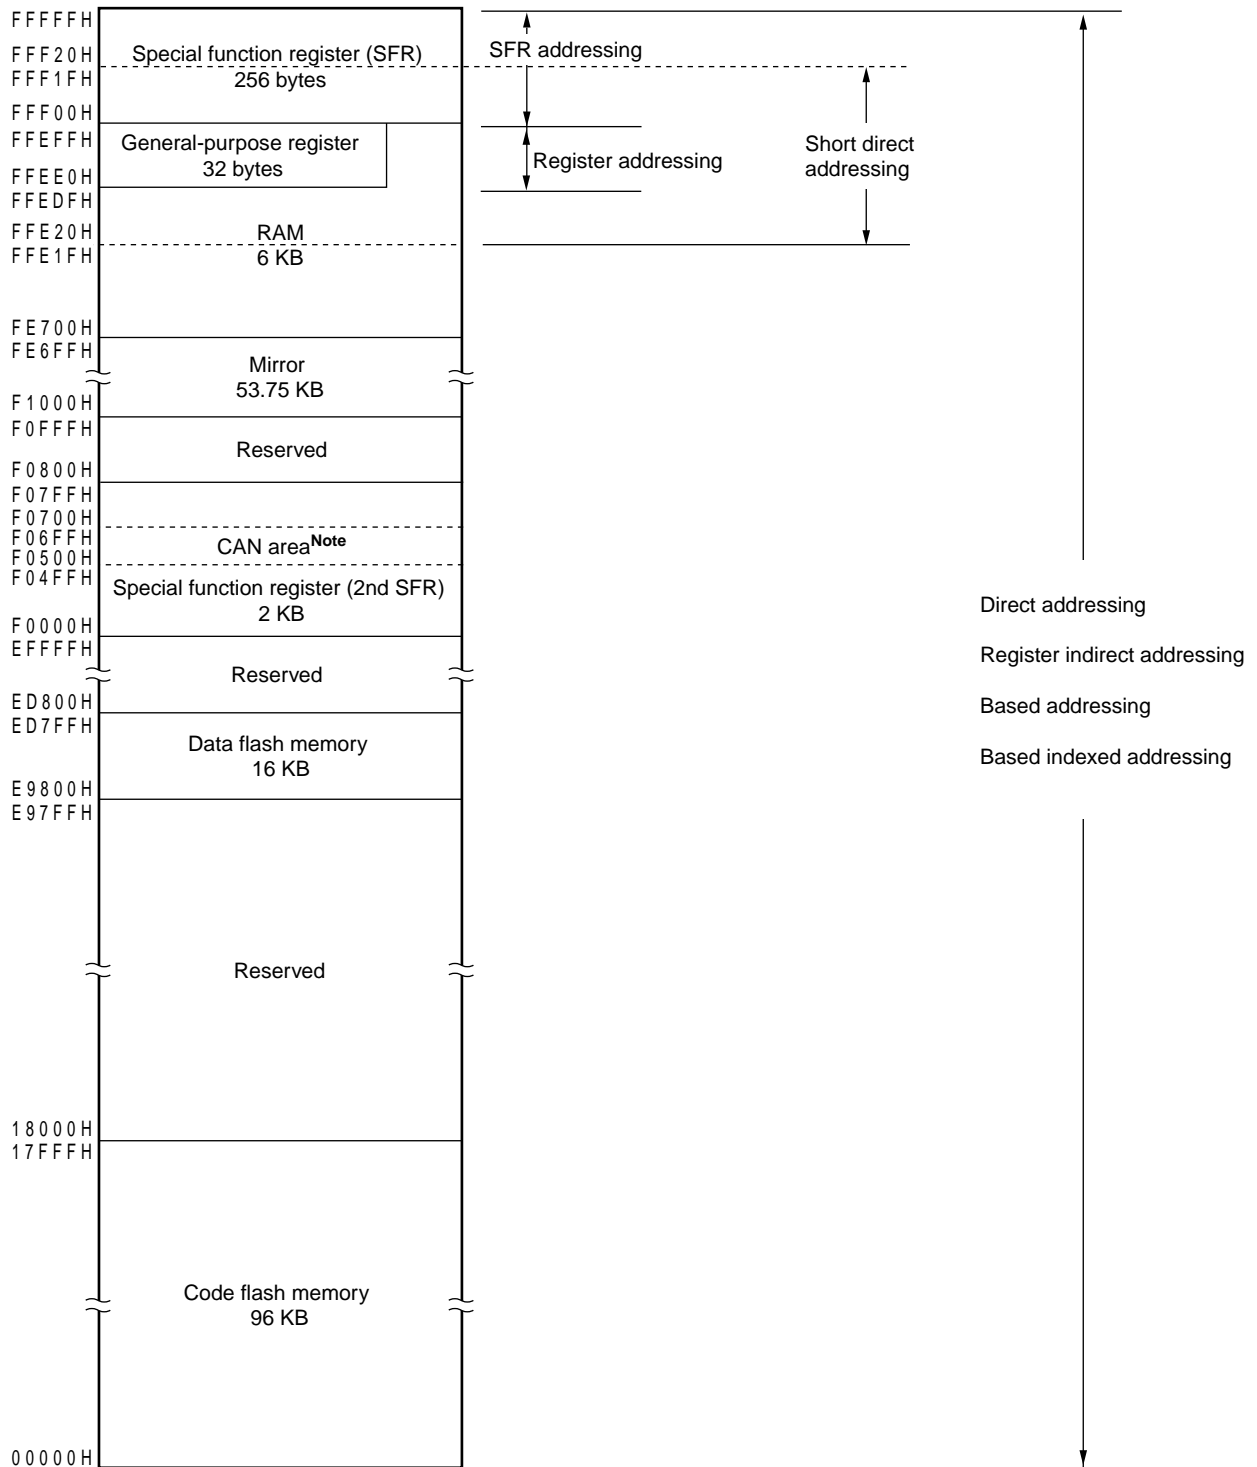 FFFFFH
FFF20H
FFF1FH
FFF00H
FFEFFH
FFEE0H
FFEDFH
FFE20H
FFE1FH
FE700H
FE6FFH
F1000H
F0FFFH
F0800H
F07FFH
F0700H
F06FFH
F0500H
F04FFH
F0000H
EFFFFH
ED800H
ED7FFH
E9800H
E97FFH
18000H
17FFFH
00000H
Special function register (SFR)
256 bytes
General-purpose register
32 bytes
RAM
6 KB
Mirror
53.75 KB
Reserved
CAN areaNote
Special function register (2nd SFR)
2 KB
Reserved
Data flash memory
16 KB
Reserved
Code flash memory
96 KB
SFR addressing
Register addressing
Short direct
addressing
Direct addressing
Register indirect addressing
Based addressing
Based indexed addressing